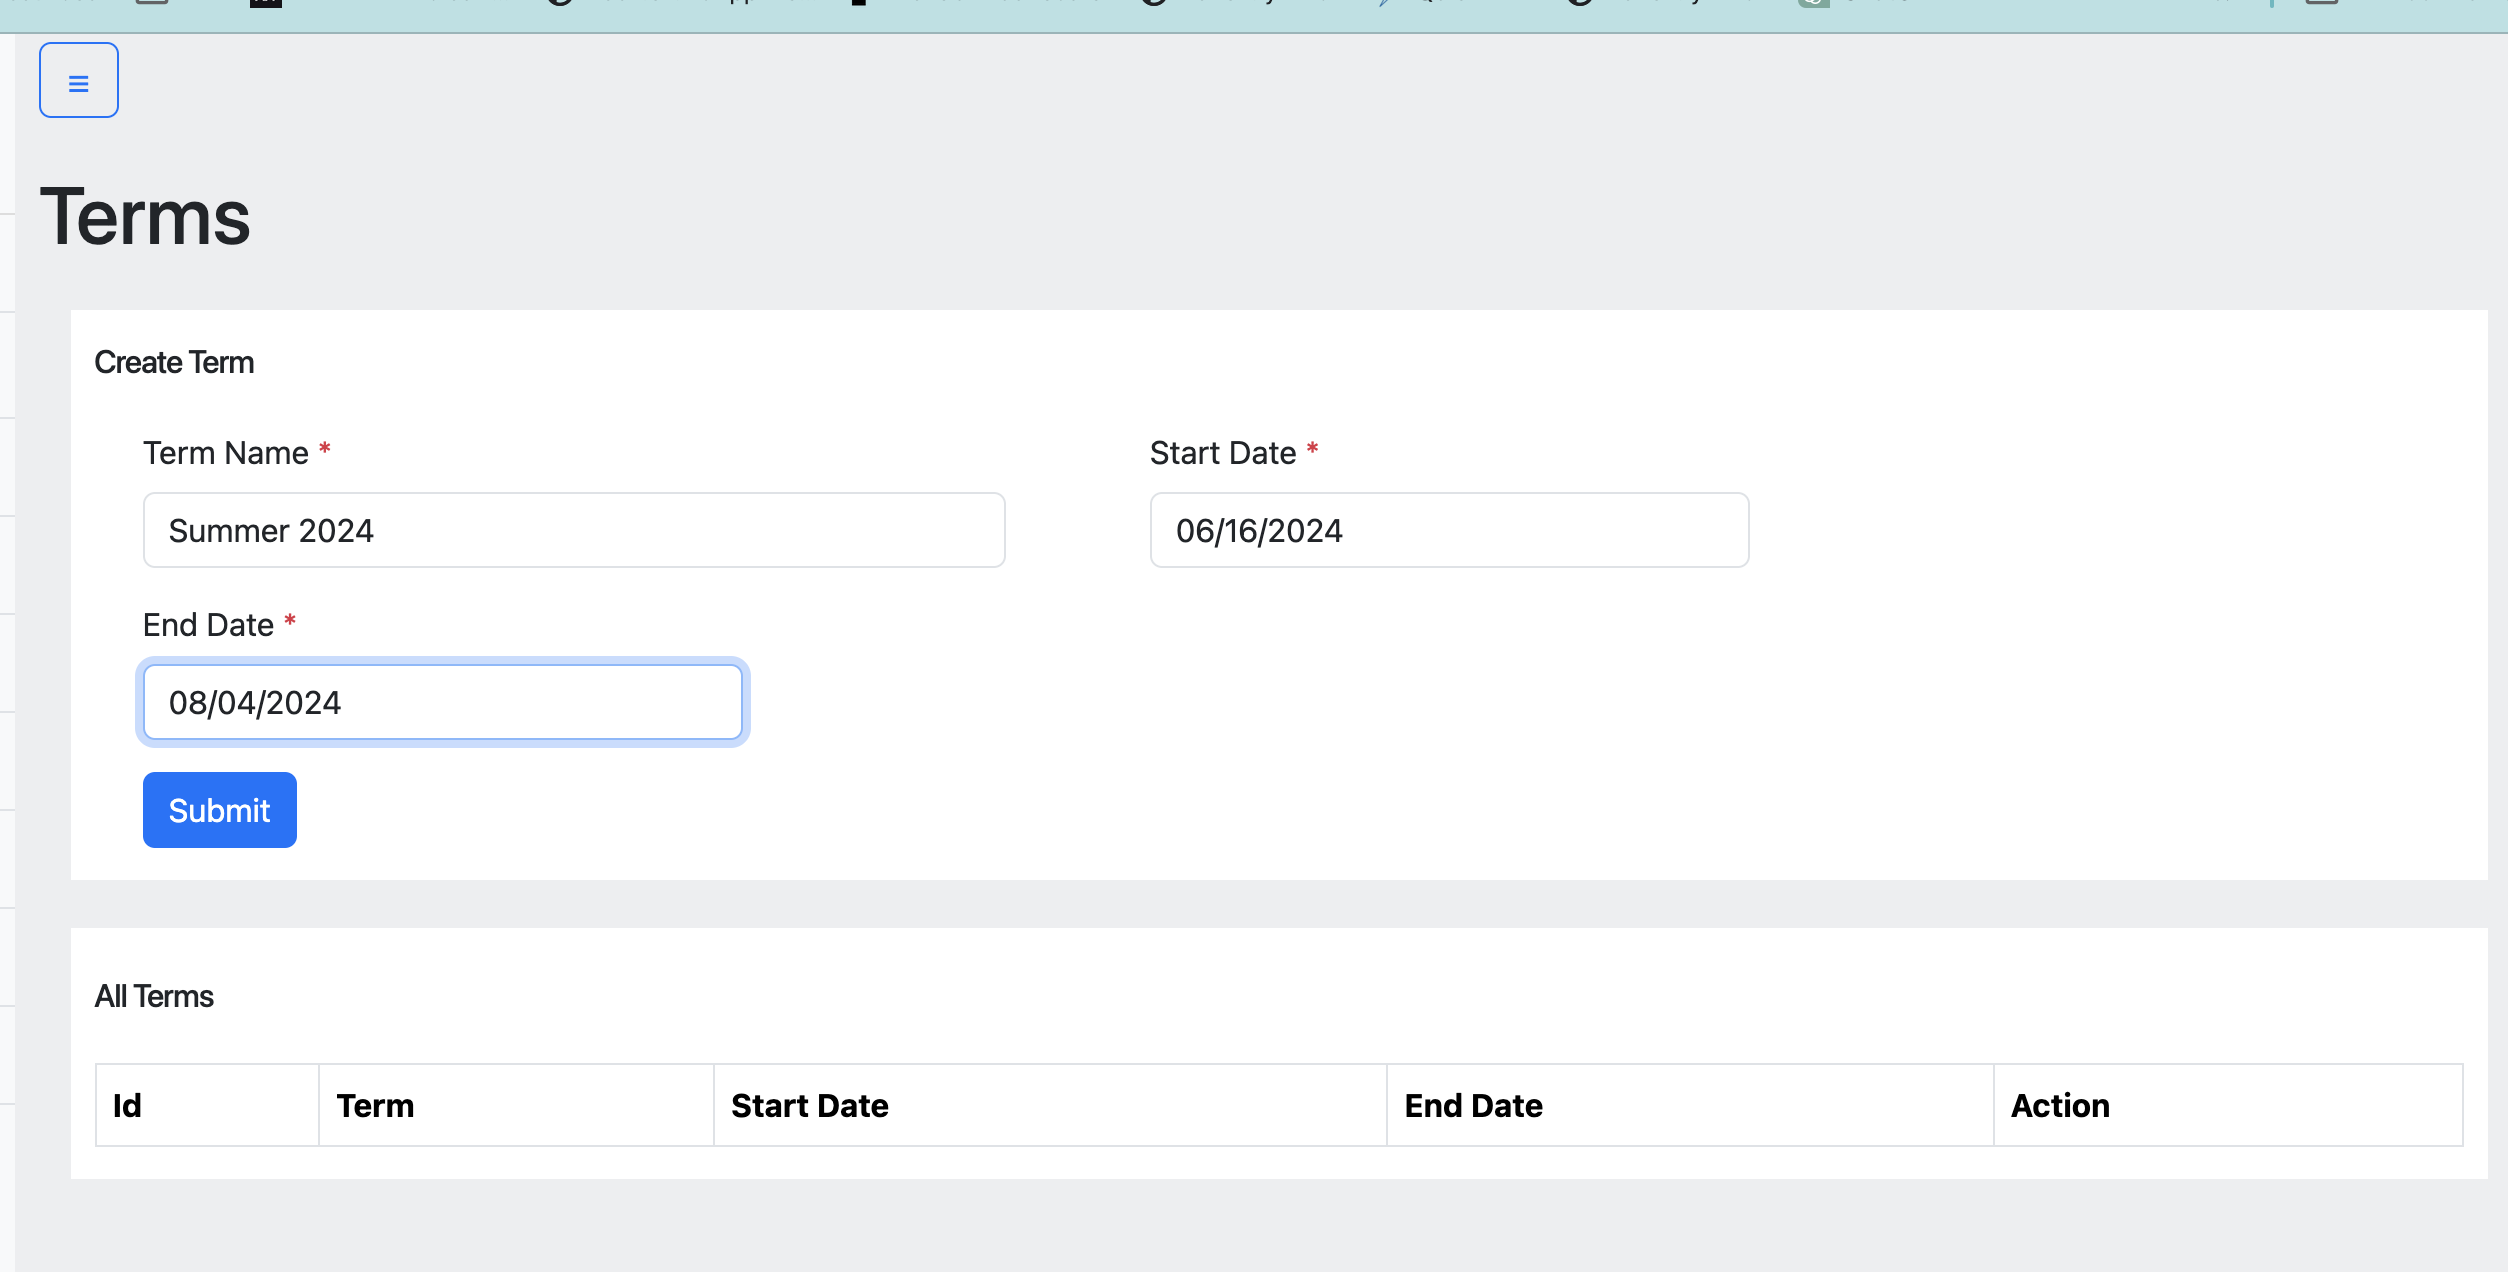 Terms
Create Term
Term Name *
Start Date *
Summer 2024
06/16/2024
End Date *
08/04/2024
Submit
All Terms
Id Term Start Date End Date Action